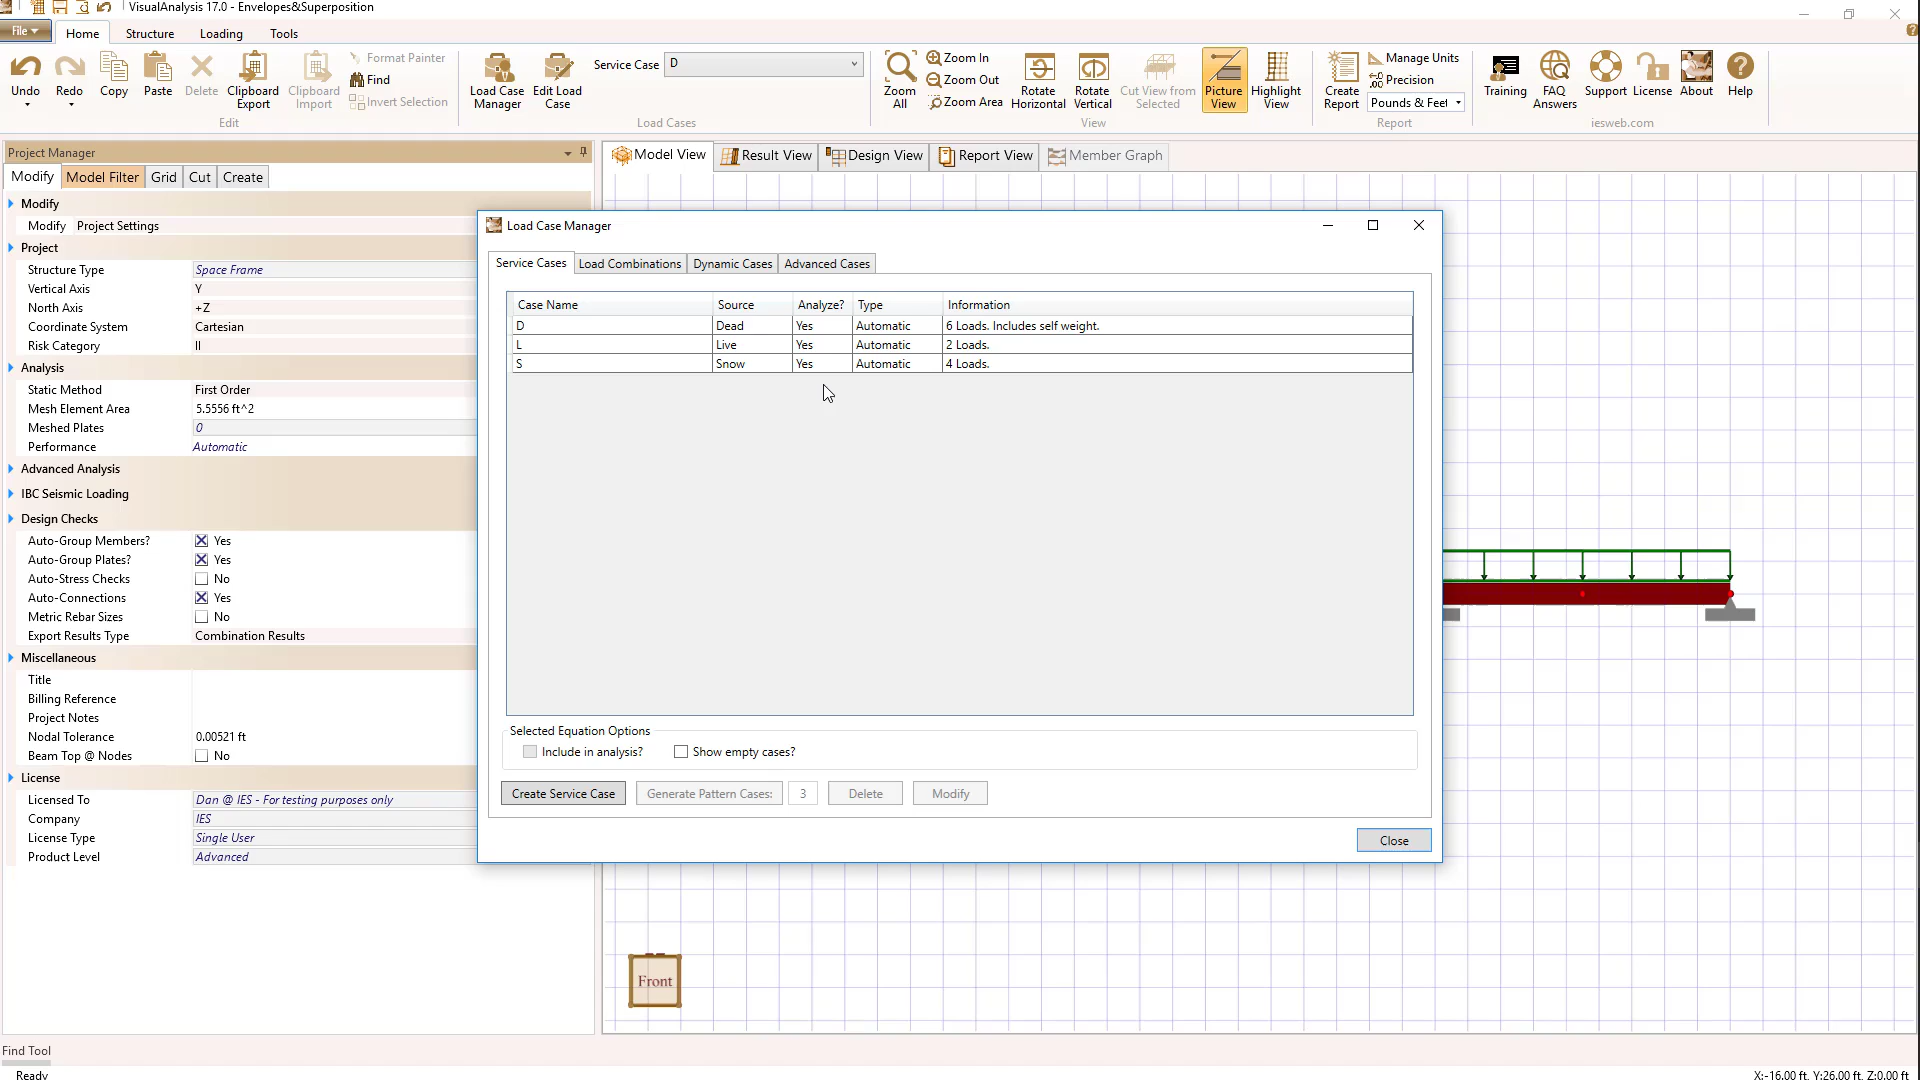 VisualAnalysis 17.0 - Envelopes&Superposition
File
Home
Structure
Loading
Tools
Undo
Redo
Copy
Paste
Delete
Clipboard Export
Clipboard Import
Format Painter
Find
Invert Selection
Edit
Load Case Manager
Edit Load Case
Service Case
D
Load Cases
Zoom All
Zoom In
Zoom Out
Zoom Area
Rotate Horizontal
Rotate Vertical
Cut View from Selected
Picture View
Highlight View
View
Create Report
Manage Units
Precision
Pounds & Feet
Report
Training
FAQ Answers
Support
License
About
Help
iesweb.com
Project Manager
Modify
Model Filter
Grid
Cut
Create
Modify
Modify Project Settings
Project
Structure Type Space Frame
Vertical Axis Y
North Axis +Z
Coordinate System Cartesian
Risk Category II
Analysis
Static Method First Order
Mesh Element Area 5.5556 ft^2
Meshed Plates 0
Performance Automatic
Advanced Analysis
IBC Seismic Loading
Design Checks
Auto-Group Members? Yes
Auto-Group Plates? Yes
Auto-Stress Checks No
Auto-Connections Yes
Metric Rebar Sizes No
Export Results Type Combination Results
Miscellaneous
Title
Billing Reference
Project Notes
Nodal Tolerance 0.00521 ft
Beam Top @ Nodes No
License
Licensed To Dan @ IES - For testing purposes only
Company IES
License Type Single User
Product Level Advanced
Find Tool
Ready
Model View
Result View
Design View
Report View
Member Graph
Load Case Manager
Service Cases
Load Combinations
Dynamic Cases
Advanced Cases
Case Name Source Analyze? Type Information
D Dead Yes Automatic 6 Loads. Includes self weight.
L Live Yes Automatic 2 Loads.
S Snow Yes Automatic 4 Loads.
Selected Equation Options
Include in analysis?
Show empty cases?
Create Service Case
Generate Pattern Cases:
3
Delete
Modify
Close
Front
X:-16.00 ft, Y:26.00 ft, Z:0.00 ft